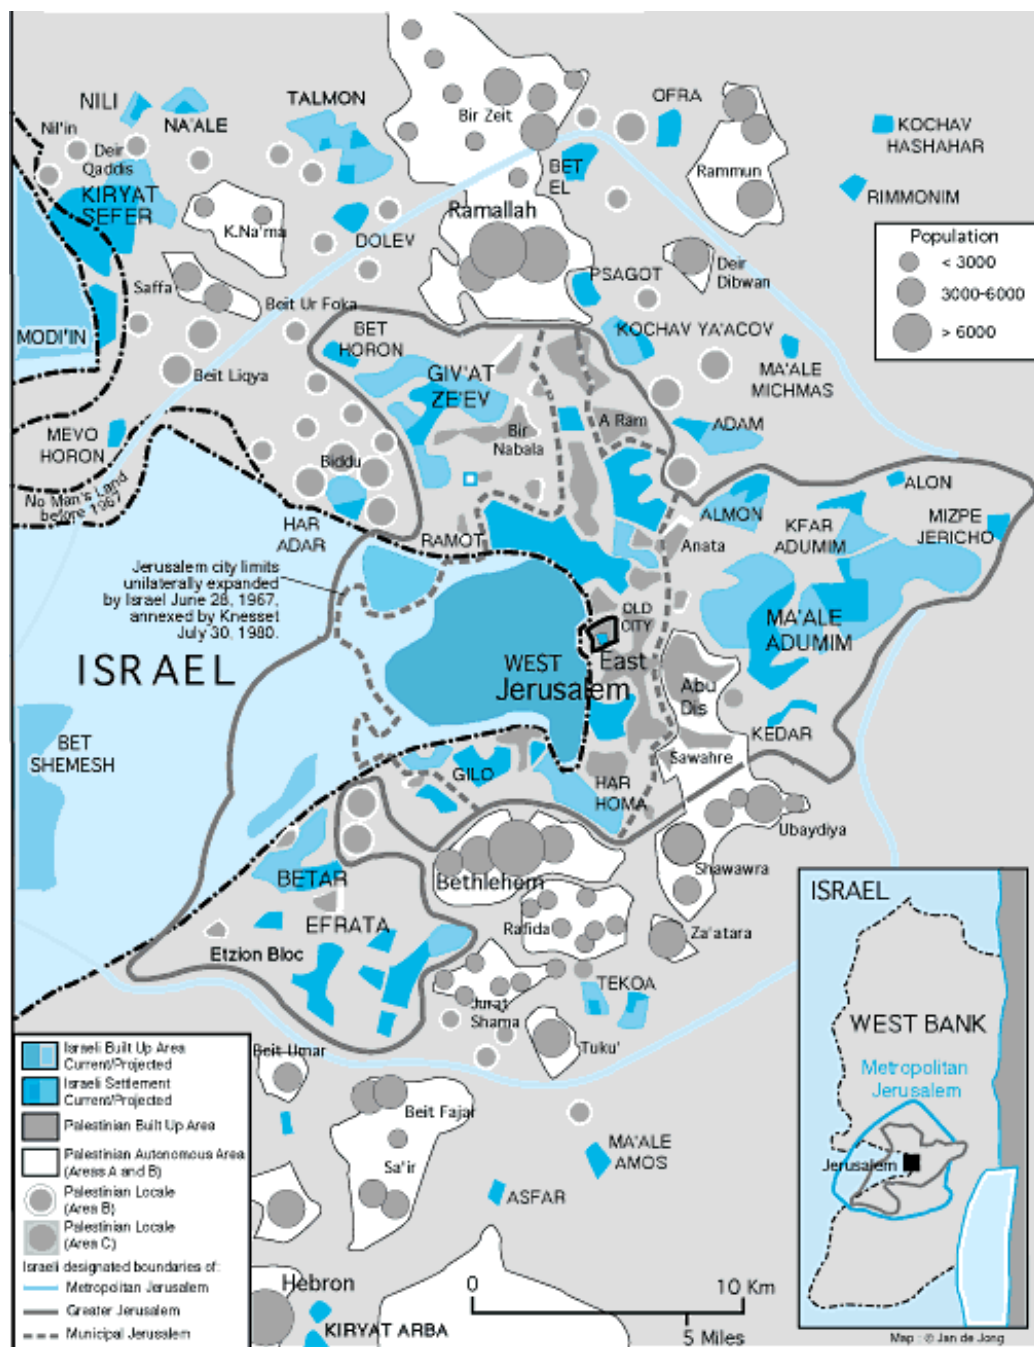 NILI
NA'ALE
TALMON
Bir Zeit
OFRA
KOCHAV
HASHAHAR
Nil'in
Deir
Qaddis
KIRYAT
SEFER
BET
EL
Rammun
RIMMONIM
K.Na'ma
DOLEV
Ramallah
Population
< 3000
3000-6000
> 6000
Saffa
Beit Ur Foka
PSAGOT
Deir
Dibwan
MODI'IN
BET
HORON
KOCHAV YA'ACOV
MA'ALE
MICHMAS
Beit Liqya
GIV'AT
ZE'EV
Bir
Nabala
A Ram
ADAM
MEVO
HORON
Biddu
No Man's Land
before 1967
HAR
ADAR
RAMOT
ALMON
ALON
KFAR
ADUMIM
MIZPE
JERICHO
Anata
Jerusalem city limits
unilaterally expanded
by Israel June 28, 1967,
annexed by Knesset
July 30, 1980.
OLD
CITY
MA'ALE
ADUMIM
ISRAEL
WEST
East
Jerusalem
Abu
Dis
KEDAR
BET
SHEMESH
GILO
HAR
HOMA
Sawahre
Ubaydiya
BETAR
Bethlehem
Shawawra
EFRATA
Rafida
Za'atara
Etzion Bloc
TEKOA
Jurat
Shama
Tuku'
Beit Umar
Beit Fajar
MA'ALE
AMOS
Sa'ir
ASFAR
Hebron
KIRYAT ARBA
0
10 Km
5 Miles
Israeli Built Up Area
Current/Projected
Israeli Settlement
Current/Projected
Palestinian Built Up Area
Palestinian Autonomous Area
(Areas A and B)
Palestinian Locale
(Area B)
Palestinian Locale
(Area C)
Israeli designated boundaries of:
Metropolitan Jerusalem
Greater Jerusalem
Municipal Jerusalem
ISRAEL
WEST BANK
Metropolitan
Jerusalem
Jerusalem
Map : © Jan de Jong